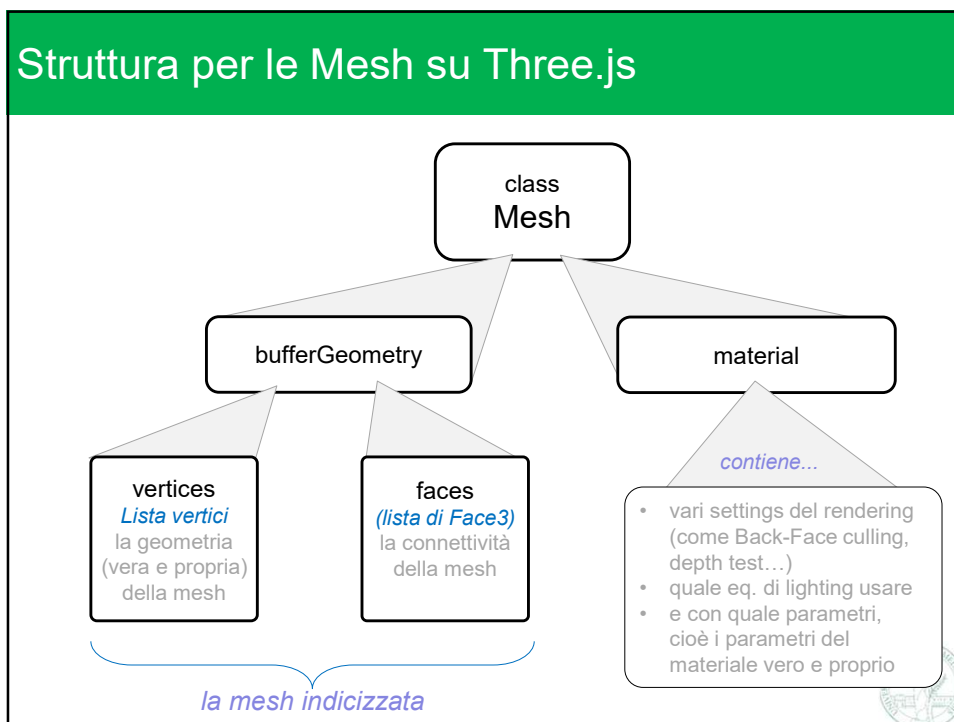 Struttura per le Mesh su Three.js
class
Mesh
bufferGeometry
material
vertices
Lista vertici
la geometria
(vera e propria)
della mesh
faces
(lista di Face3)
la connettività
della mesh
contiene...
• vari settings del rendering
(come Back-Face culling,
depth test…)
• quale eq. di lighting usare
• e con quale parametri,
cioè i parametri del
materiale vero e proprio
la mesh indicizzata